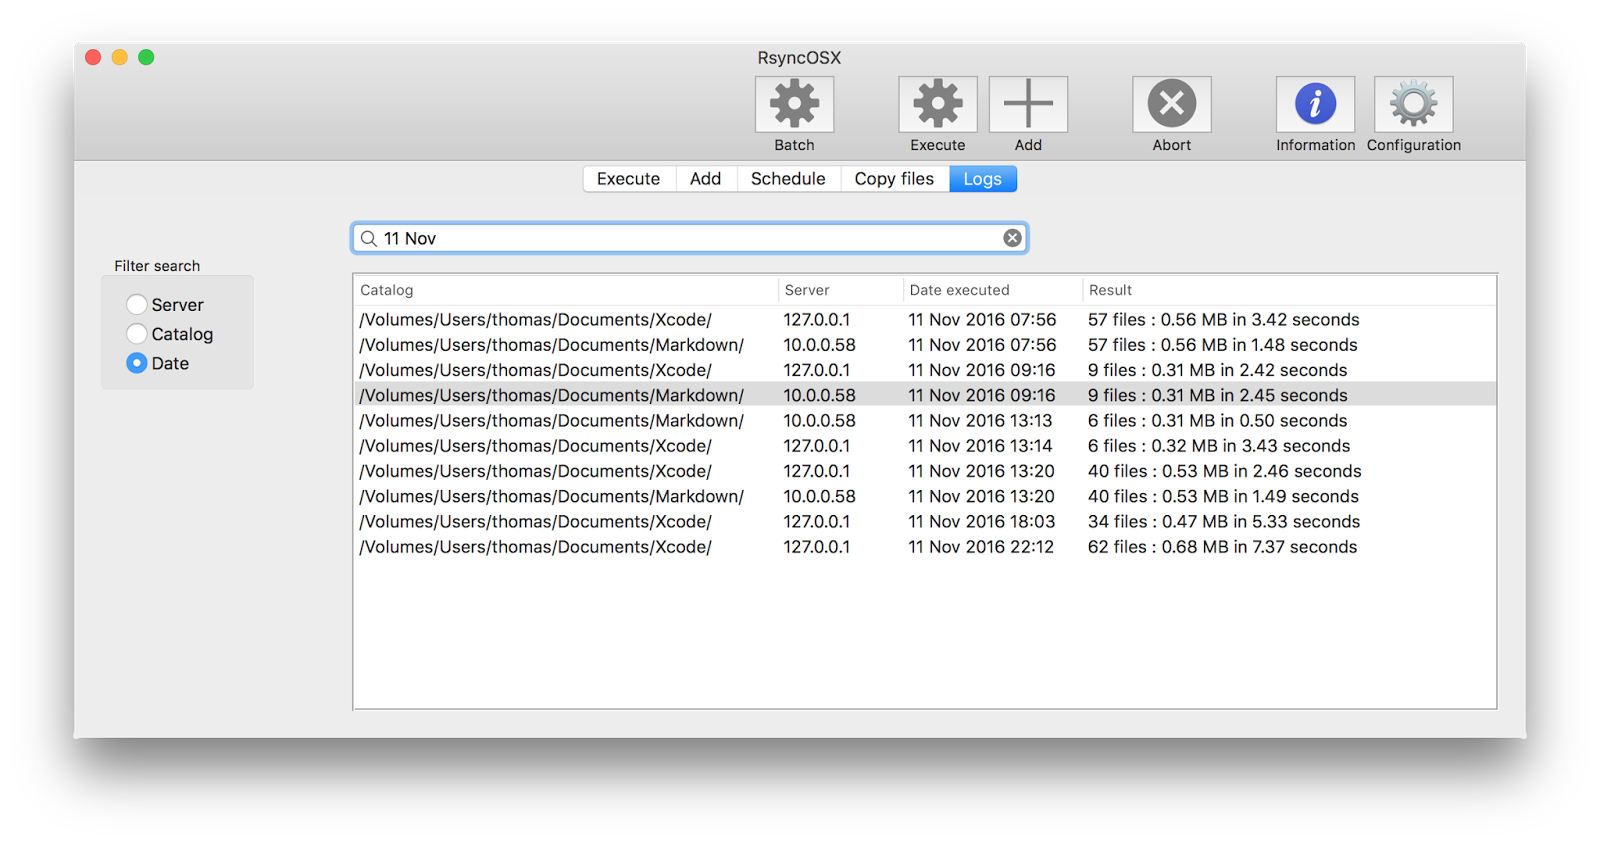 RsyncOSX
Batch Execute Add Abort Information Configuration
Execute Add Schedule Copy files Logs
11 Nov
Filter search
Server
Catalog
Date
Catalog Server Date executed Result
/Volumes/Users/thomas/Documents/Xcode/ 127.0.0.1 11 Nov 2016 07:56 57 files : 0.56 MB in 3.42 seconds
/Volumes/Users/thomas/Documents/Markdown/ 10.0.0.58 11 Nov 2016 07:56 57 files : 0.56 MB in 1.48 seconds
/Volumes/Users/thomas/Documents/Xcode/ 127.0.0.1 11 Nov 2016 09:16 9 files : 0.31 MB in 2.42 seconds
/Volumes/Users/thomas/Documents/Markdown/ 10.0.0.58 11 Nov 2016 09:16 9 files : 0.31 MB in 2.45 seconds
/Volumes/Users/thomas/Documents/Markdown/ 10.0.0.58 11 Nov 2016 13:13 6 files : 0.31 MB in 0.50 seconds
/Volumes/Users/thomas/Documents/Xcode/ 127.0.0.1 11 Nov 2016 13:14 6 files : 0.32 MB in 3.43 seconds
/Volumes/Users/thomas/Documents/Xcode/ 127.0.0.1 11 Nov 2016 13:20 40 files : 0.53 MB in 2.46 seconds
/Volumes/Users/thomas/Documents/Markdown/ 10.0.0.58 11 Nov 2016 13:20 40 files : 0.53 MB in 1.49 seconds
/Volumes/Users/thomas/Documents/Xcode/ 127.0.0.1 11 Nov 2016 18:03 34 files : 0.47 MB in 5.33 seconds
/Volumes/Users/thomas/Documents/Xcode/ 127.0.0.1 11 Nov 2016 22:12 62 files : 0.68 MB in 7.37 seconds